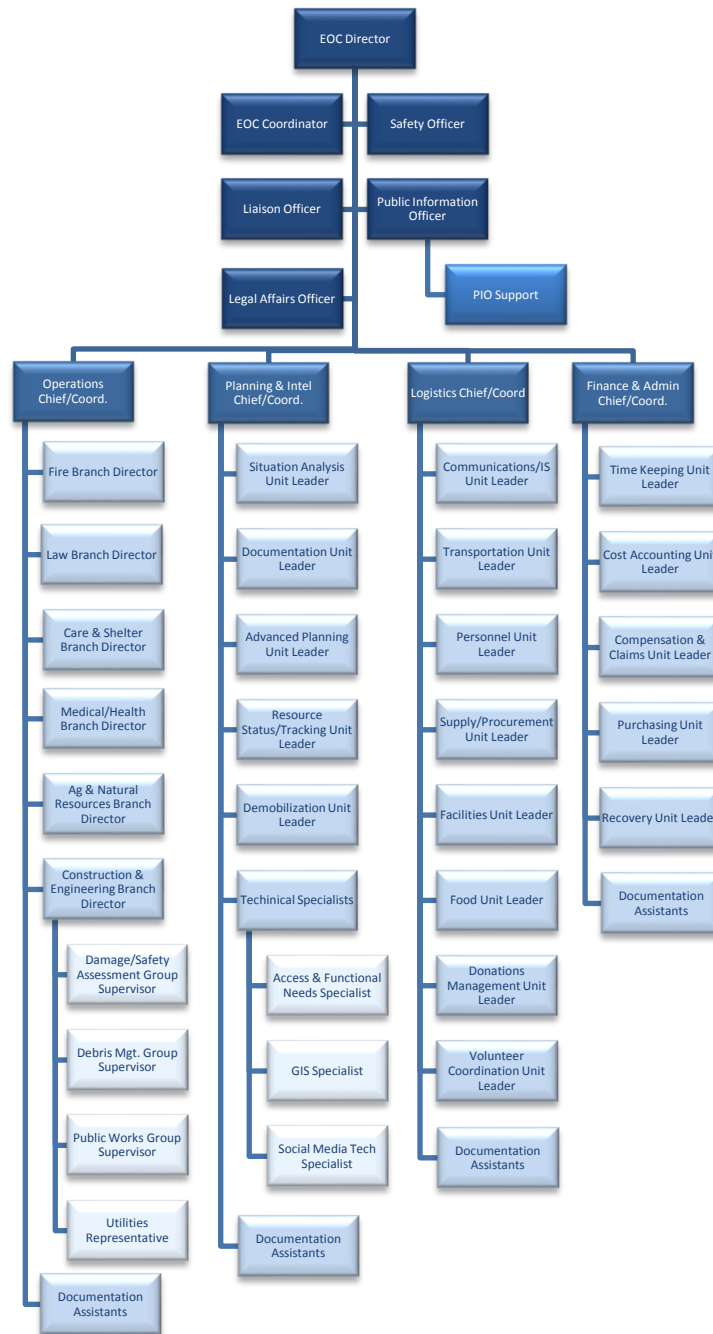 EOC Director
EOC Coordinator
Safety Officer
Liaison Officer
Public Information
Officer
Legal Affairs Officer
PIO Support
Operations
Chief/Coord.
Fire Branch Director
Law Branch Director
Care & Shelter
Branch Director
Medical/Health
Branch Director
Ag & Natural
Resources Branch
Director
Construction &
Engineering Branch
Director
Damage/Safety
Assessment Group
Supervisor
Debris Mgt. Group
Supervisor
Public Works Group
Supervisor
Utilities
Representative
Documentation
Assistants
Planning & Intel
Chief/Coord.
Situation Analysis
Unit Leader
Documentation Unit
Leader
Advanced Planning
Unit Leader
Resource
Status/Tracking Unit
Leader
Demobilization Unit
Leader
Techinical Specialists
Access & Functional
Needs Specialist
GIS Specialist
Social Media Tech
Specialist
Documentation
Assistants
Logistics Chief/Coord
Communications/IS
Unit Leader
Transportation Unit
Leader
Personnel Unit
Leader
Supply/Procurement
Unit Leader
Facilities Unit Leader
Food Unit Leader
Donations
Management Unit
Leader
Volunteer
Coordination Unit
Leader
Documentation
Assistants
Finance & Admin
Chief/Coord.
Time Keeping Unit
Leader
Cost Accounting Unit
Leader
Compensation &
Claims Unit Leader
Purchasing Unit
Leader
Recovery Unit Leader
Documentation
Assistants